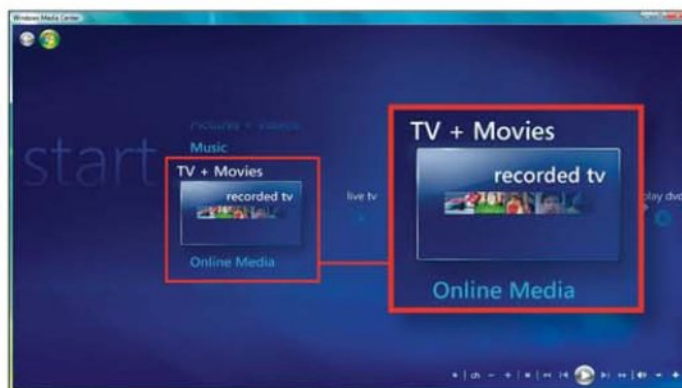 Windows Media Center
start
Pictures + Videos
Music
TV + Movies
recorded tv
live tv
Online Media
TV + Movies
recorded tv
play dvd
Online Media
ch